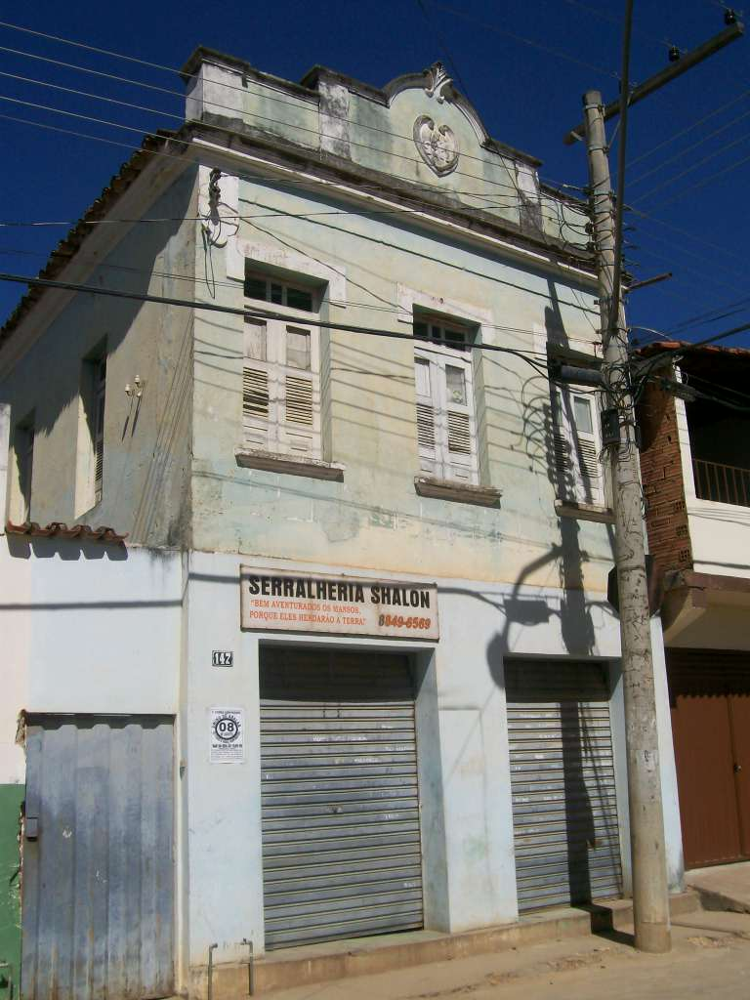 SERRALHERIA SHALON
"BEM AVENTURADOS OS MANSOS,
PORQUE ELES HERDARÃO A TERRA"
8849-6569
142
08